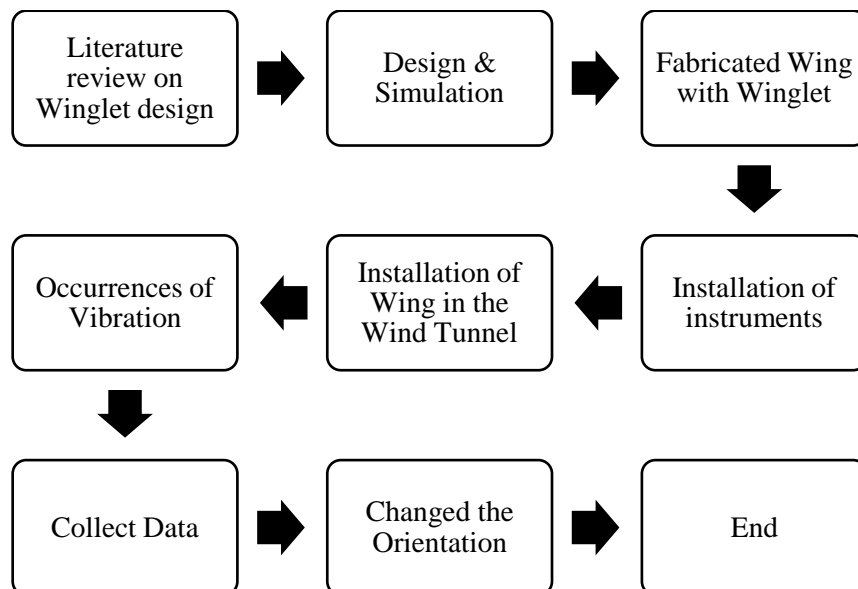 Literature
review on
Winglet design
Design &
Simulation
Fabricated Wing
with Winglet
Installation of
instruments
Installation of
Wing in the
Wind Tunnel
Occurrences of
Vibration
Collect Data
Changed the
Orientation
End